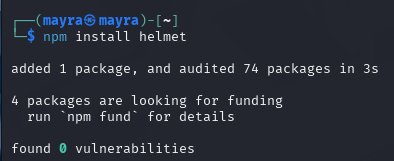 ┌──(mayra㉿mayra)-[~]
└─$ npm install helmet
added 1 package, and audited 74 packages in 3s
4 packages are looking for funding
  run `npm fund` for details
found 0 vulnerabilities